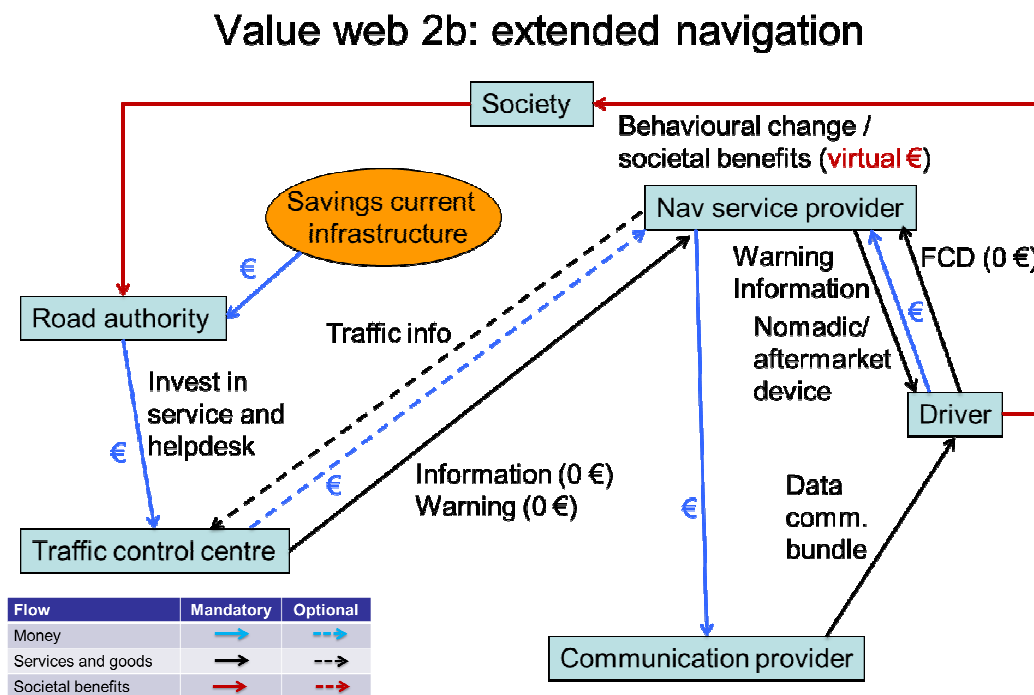 Value web 2b: extended navigation
Society
Behavioural change /
societal benefits (virtual €)
Savings current
infrastructure
Nav service provider
€
Warning
Information
FCD (0 €)
Road authority
Traffic info
€
Nomadic/
aftermarket
device
Invest in
service and
helpdesk
Driver
€
Information (0 €)
Warning (0 €)
€
€
Data
comm.
bundle
Traffic control centre
Flow Mandatory Optional
Money
Services and goods
Societal benefits
Communication provider